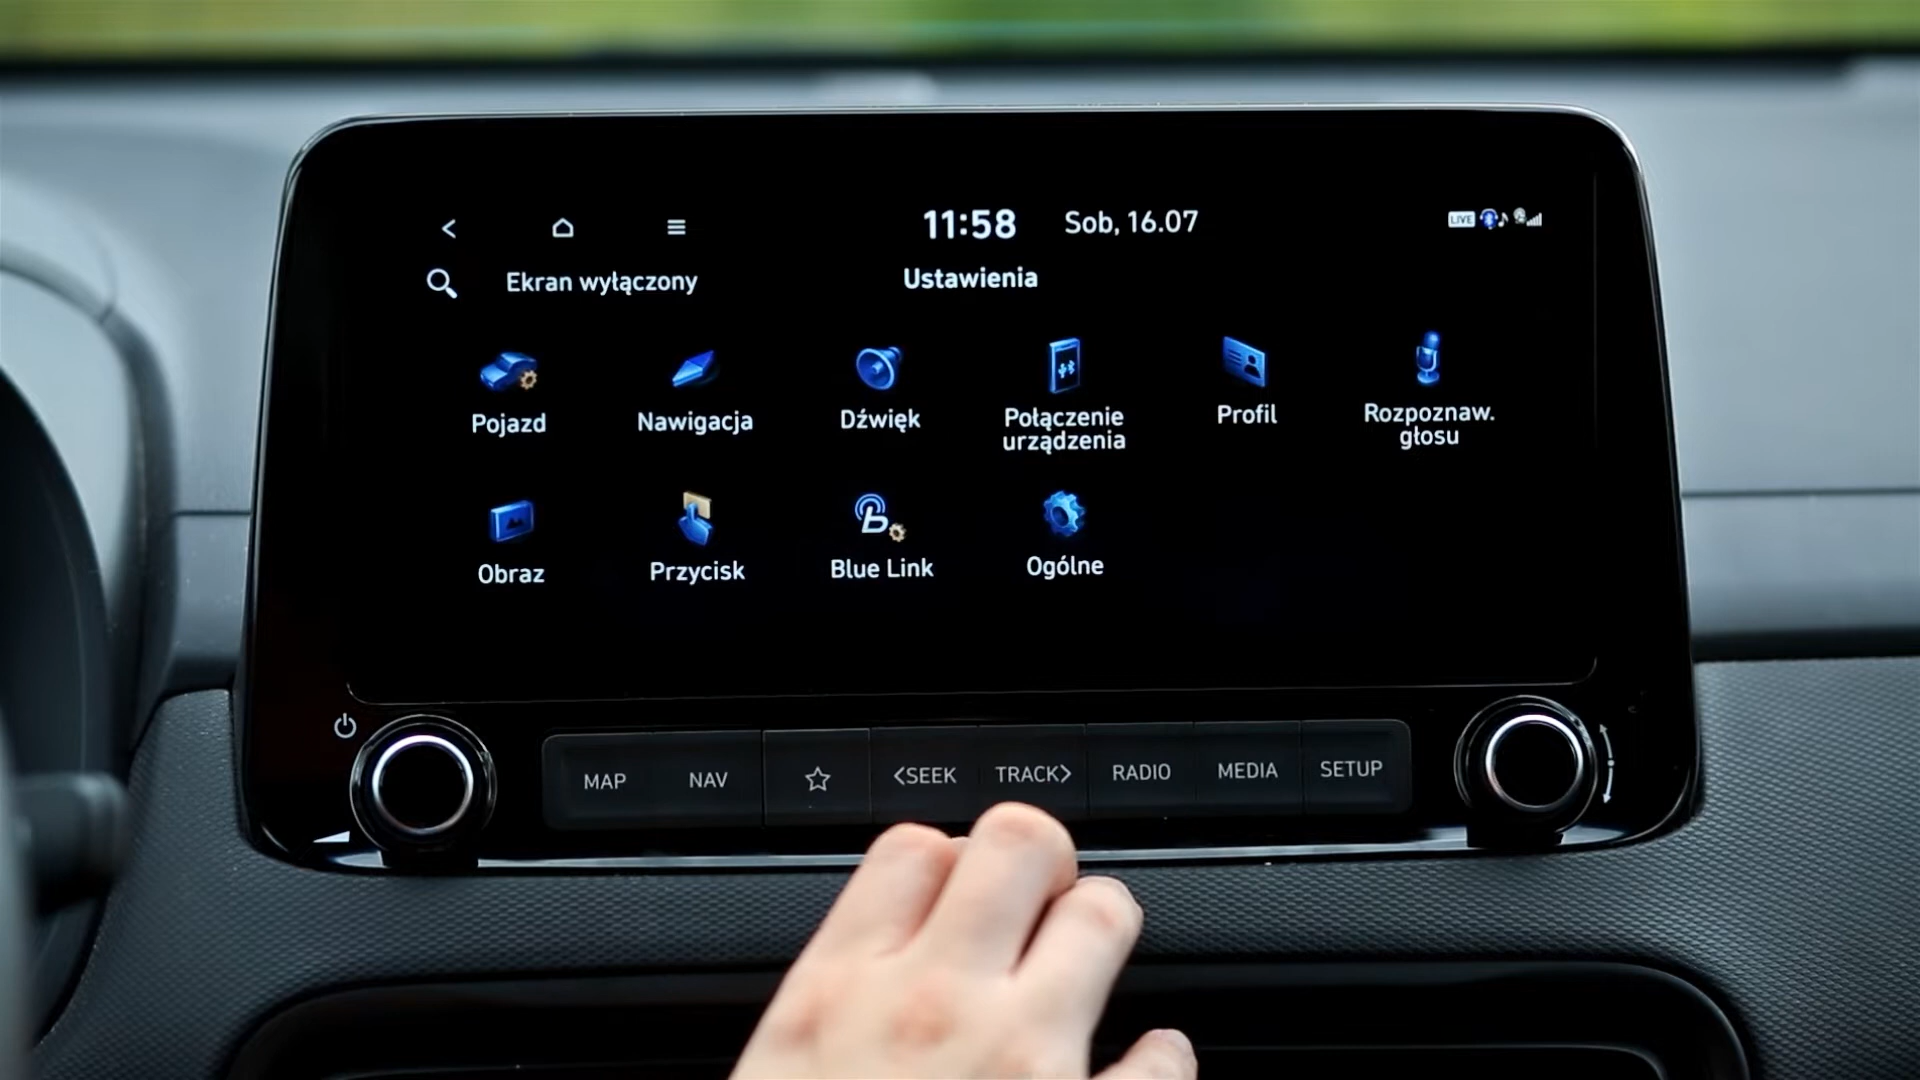 11:58 Sob, 16.07
LIVE
Ekran wyłączony
Ustawienia
Pojazd
Nawigacja
Dźwięk
Połączenie
urządzenia
Profil
Rozpoznaw.
głosu
Obraz
Przycisk
Blue Link
Ogólne
MAP
NAV
<SEEK
TRACK>
RADIO
MEDIA
SETUP